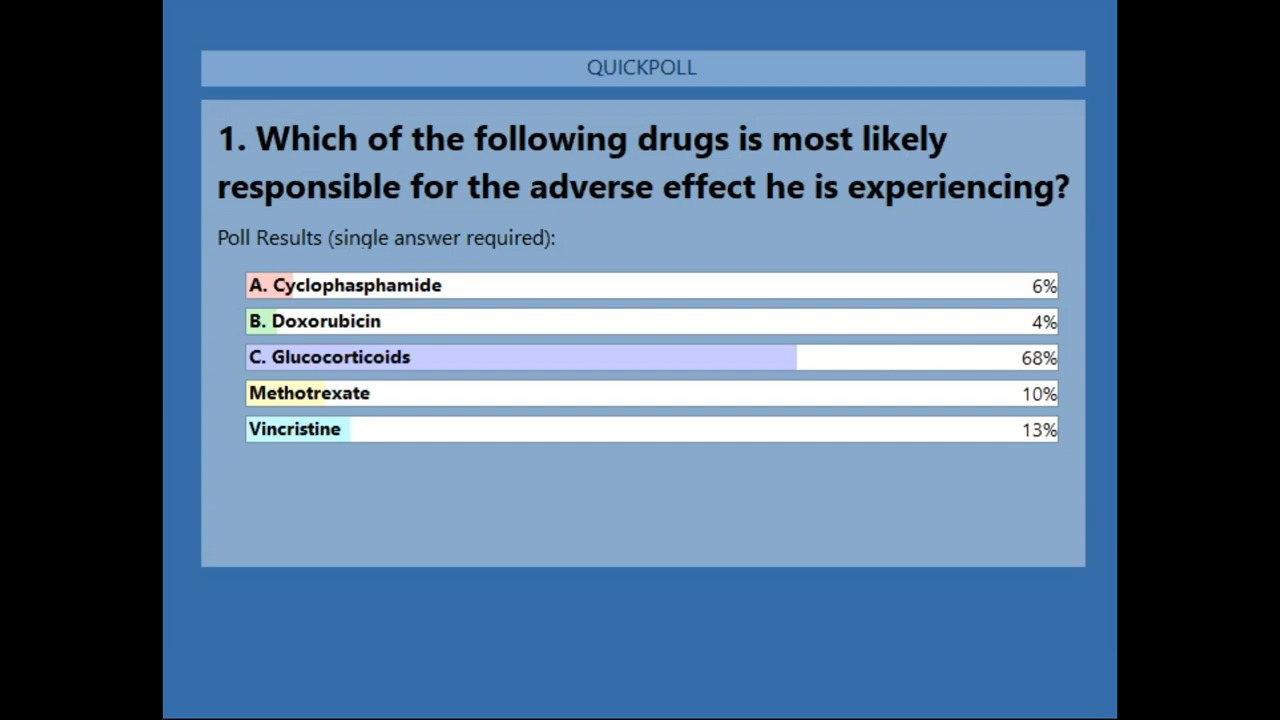 QUICKPOLL
1. Which of the following drugs is most likely
responsible for the adverse effect he is experiencing?
Poll Results (single answer required):
A. Cyclophasphamide 6%
B. Doxorubicin 4%
C. Glucocorticoids 68%
Methotrexate 10%
Vincristine 13%